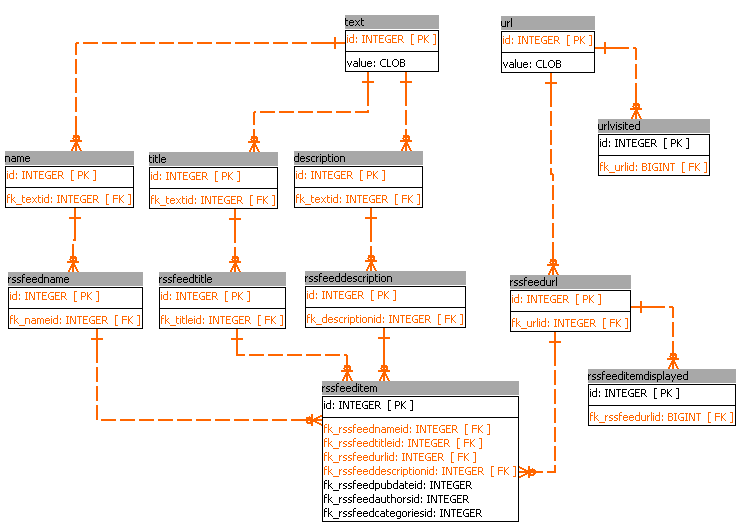 text
id: INTEGER [ PK ]
value: CLOB
url
id: INTEGER [ PK ]
value: CLOB
urlvisited
id: INTEGER [ PK ]
fk_urlid: BIGINT [ FK ]
name
id: INTEGER [ PK ]
fk_textid: INTEGER [ FK ]
title
id: INTEGER [ PK ]
fk_textid: INTEGER [ FK ]
description
id: INTEGER [ PK ]
fk_textid: INTEGER [ FK ]
rssfeedname
id: INTEGER [ PK ]
fk_nameid: INTEGER [ FK ]
rssfeedtitle
id: INTEGER [ PK ]
fk_titleid: INTEGER [ FK ]
rssfeeddescription
id: INTEGER [ PK ]
fk_descriptionid: INTEGER [ FK ]
rssfeedurl
id: INTEGER [ PK ]
fk_urlid: INTEGER [ FK ]
rssfeeditemdisplayed
id: INTEGER [ PK ]
fk_rssfeedurlid: BIGINT [ FK ]
rssfeeditem
id: INTEGER [ PK ]
fk_rssfeednameid: INTEGER [ FK ]
fk_rssfeedtitleid: INTEGER [ FK ]
fk_rssfeedurlid: INTEGER [ FK ]
fk_rssfeeddescriptionid: INTEGER [ FK ]
fk_rssfeedpubdateid: INTEGER
fk_rssfeedauthorsid: INTEGER
fk_rssfeedcategoriesid: INTEGER